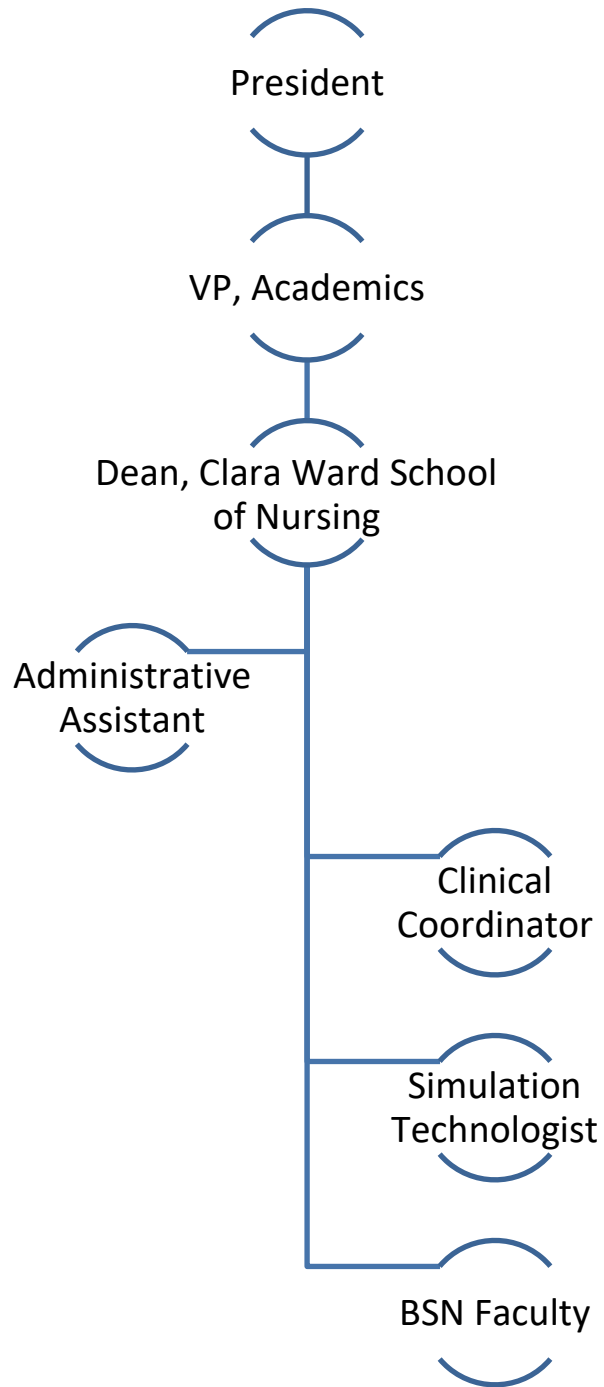 President
VP, Academics
Dean, Clara Ward School
of Nursing
Administrative
Assistant
Clinical
Coordinator
Simulation
Technologist
BSN Faculty